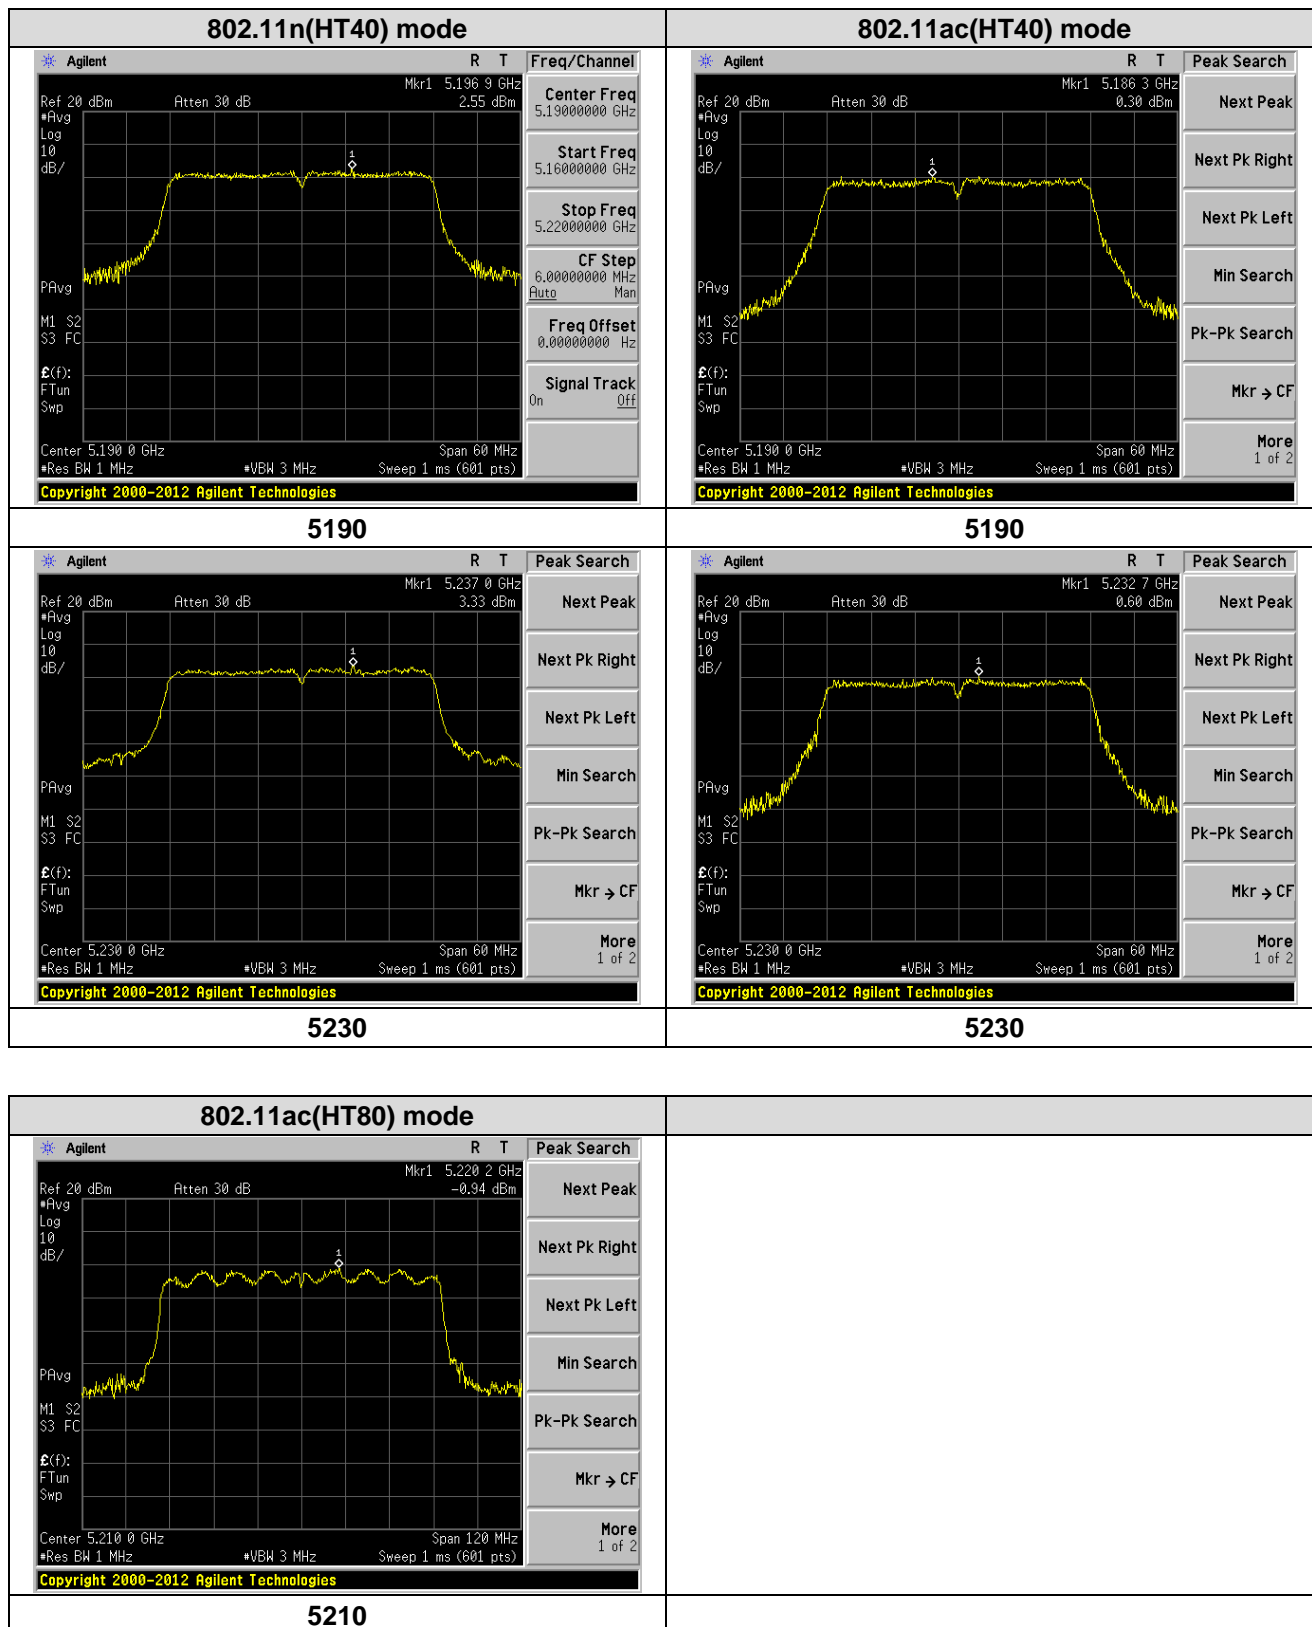 802.11n(HT40) mode
802.11ac(HT40) mode
Agilent R T Freq/Channel
Mkr1 5.196 9 GHz
Ref 20 dBm Atten 30 dB 2.55 dBm
#Avg
Log
10
dB/
1
PAvg
M1 S2
S3 FC
£(f):
FTun
Swp
Center 5.190 0 GHz Span 60 MHz
#Res BW 1 MHz #VBW 3 MHz Sweep 1 ms (601 pts)
Copyright 2000-2012 Agilent Technologies
Center Freq
5.19000000 GHz
Start Freq
5.16000000 GHz
Stop Freq
5.22000000 GHz
CF Step
6.00000000 MHz
Auto Man
Freq Offset
0.00000000 Hz
Signal Track
On Off
Agilent R T Peak Search
Mkr1 5.186 3 GHz
Ref 20 dBm Atten 30 dB 0.30 dBm
#Avg
Log
10
dB/
1
PAvg
M1 S2
S3 FC
£(f):
FTun
Swp
Center 5.190 0 GHz Span 60 MHz
#Res BW 1 MHz #VBW 3 MHz Sweep 1 ms (601 pts)
Copyright 2000-2012 Agilent Technologies
Next Peak
Next Pk Right
Next Pk Left
Min Search
Pk-Pk Search
Mkr → CF
More
1 of 2
5190
5190
Agilent R T Peak Search
Mkr1 5.237 0 GHz
Ref 20 dBm Atten 30 dB 3.33 dBm
#Avg
Log
10
dB/
1
PAvg
M1 S2
S3 FC
£(f):
FTun
Swp
Center 5.230 0 GHz Span 60 MHz
#Res BW 1 MHz #VBW 3 MHz Sweep 1 ms (601 pts)
Copyright 2000-2012 Agilent Technologies
Next Peak
Next Pk Right
Next Pk Left
Min Search
Pk-Pk Search
Mkr → CF
More
1 of 2
Agilent R T Peak Search
Mkr1 5.232 7 GHz
Ref 20 dBm Atten 30 dB 0.60 dBm
#Avg
Log
10
dB/
1
PAvg
M1 S2
S3 FC
£(f):
FTun
Swp
Center 5.230 0 GHz Span 60 MHz
#Res BW 1 MHz #VBW 3 MHz Sweep 1 ms (601 pts)
Copyright 2000-2012 Agilent Technologies
Next Peak
Next Pk Right
Next Pk Left
Min Search
Pk-Pk Search
Mkr → CF
More
1 of 2
5230
5230
802.11ac(HT80) mode
Agilent R T Peak Search
Mkr1 5.220 2 GHz
Ref 20 dBm Atten 30 dB -0.94 dBm
#Avg
Log
10
dB/
1
PAvg
M1 S2
S3 FC
£(f):
FTun
Swp
Center 5.210 0 GHz Span 120 MHz
#Res BW 1 MHz #VBW 3 MHz Sweep 1 ms (601 pts)
Copyright 2000-2012 Agilent Technologies
Next Peak
Next Pk Right
Next Pk Left
Min Search
Pk-Pk Search
Mkr → CF
More
1 of 2
5210